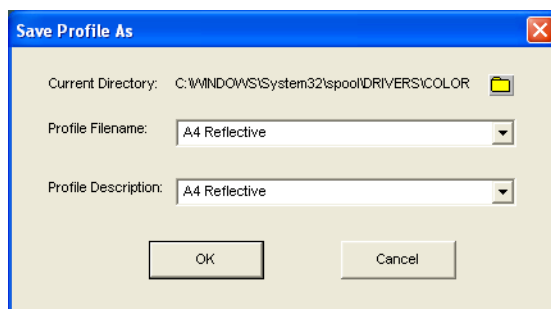 Save Profile As
Current Directory: C:\WINDOWS\System32\spool\DRIVERS\COLOR
Profile Filename: A4 Reflective
Profile Description: A4 Reflective
OK Cancel